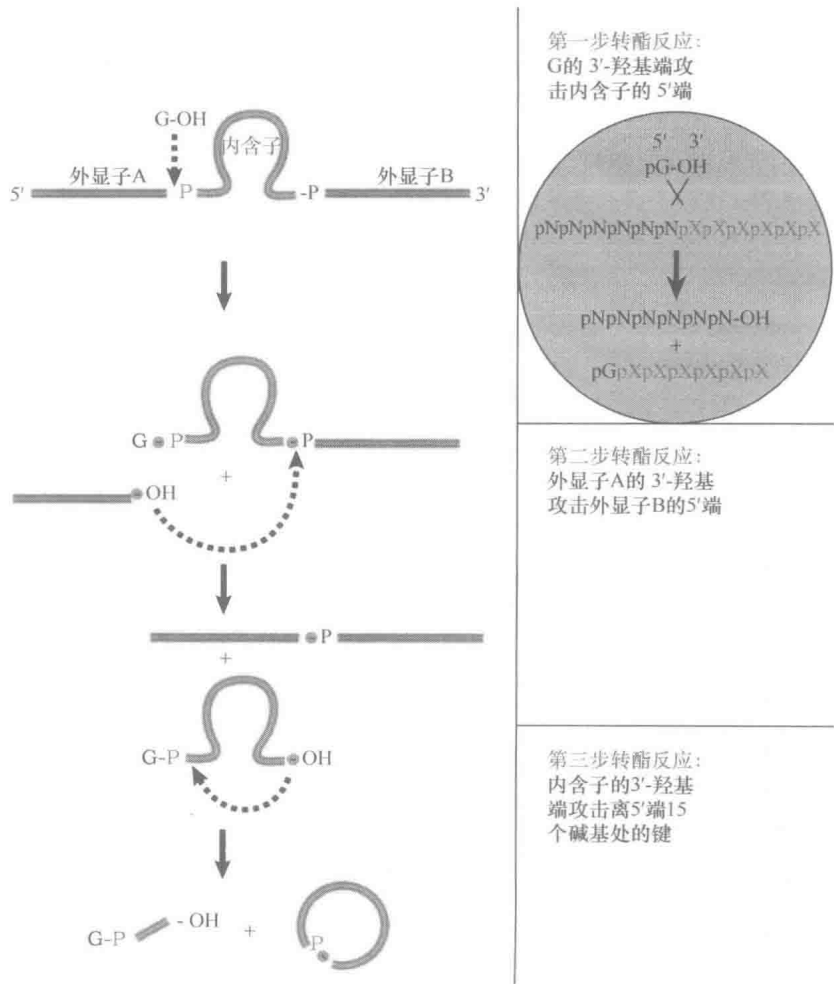 第一步转酯反应:
G的 3'-羟基端攻
击内含子的 5'端
G-OH
内含子
5'
外显子A
P
-P
外显子B
3'
5' 3'
pG-OH
pNpNpNpNpNpNpXpXpXpXpXpX
pNpNpNpNpNpN-OH
+
pGpXpXpXpXpXpX
G
P
P
+
OH
第二步转酯反应:
外显子A的 3'-羟基
攻击外显子B的5'端
P
+
G-P
OH
第三步转酯反应:
内含子的3'-羟基
端攻击离5'端15
个碱基处的键
G-P
- OH
+
P